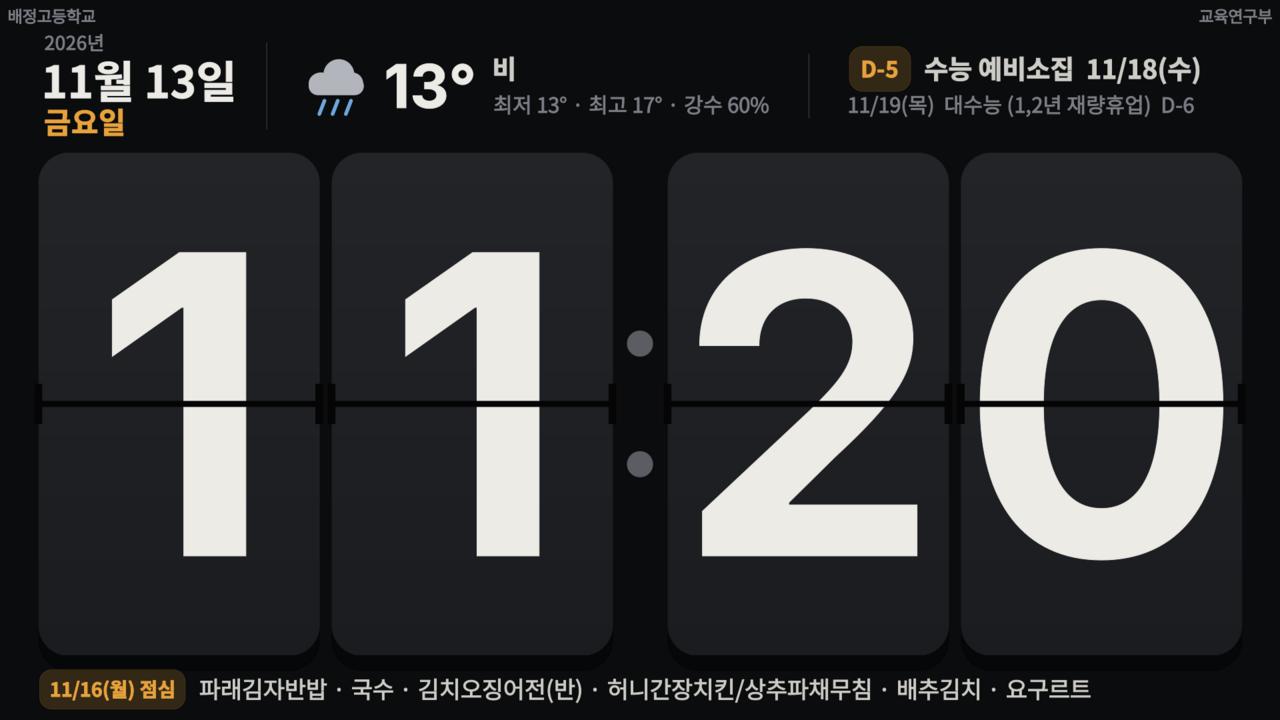 배정고등학교
교육연구부
2026년
11월 13일
금요일
13°
비
최저 13° · 최고 17° · 강수 60%
D-5 수능 예비소집 11/18(수)
11/19(목) 대수능 (1,2년 재량휴업) D-6
11:20
11/16(월) 점심 파래김자반밥 · 국수 · 김치오징어전(반) · 허니간장치킨/상추파채무침 · 배추김치 · 요구르트